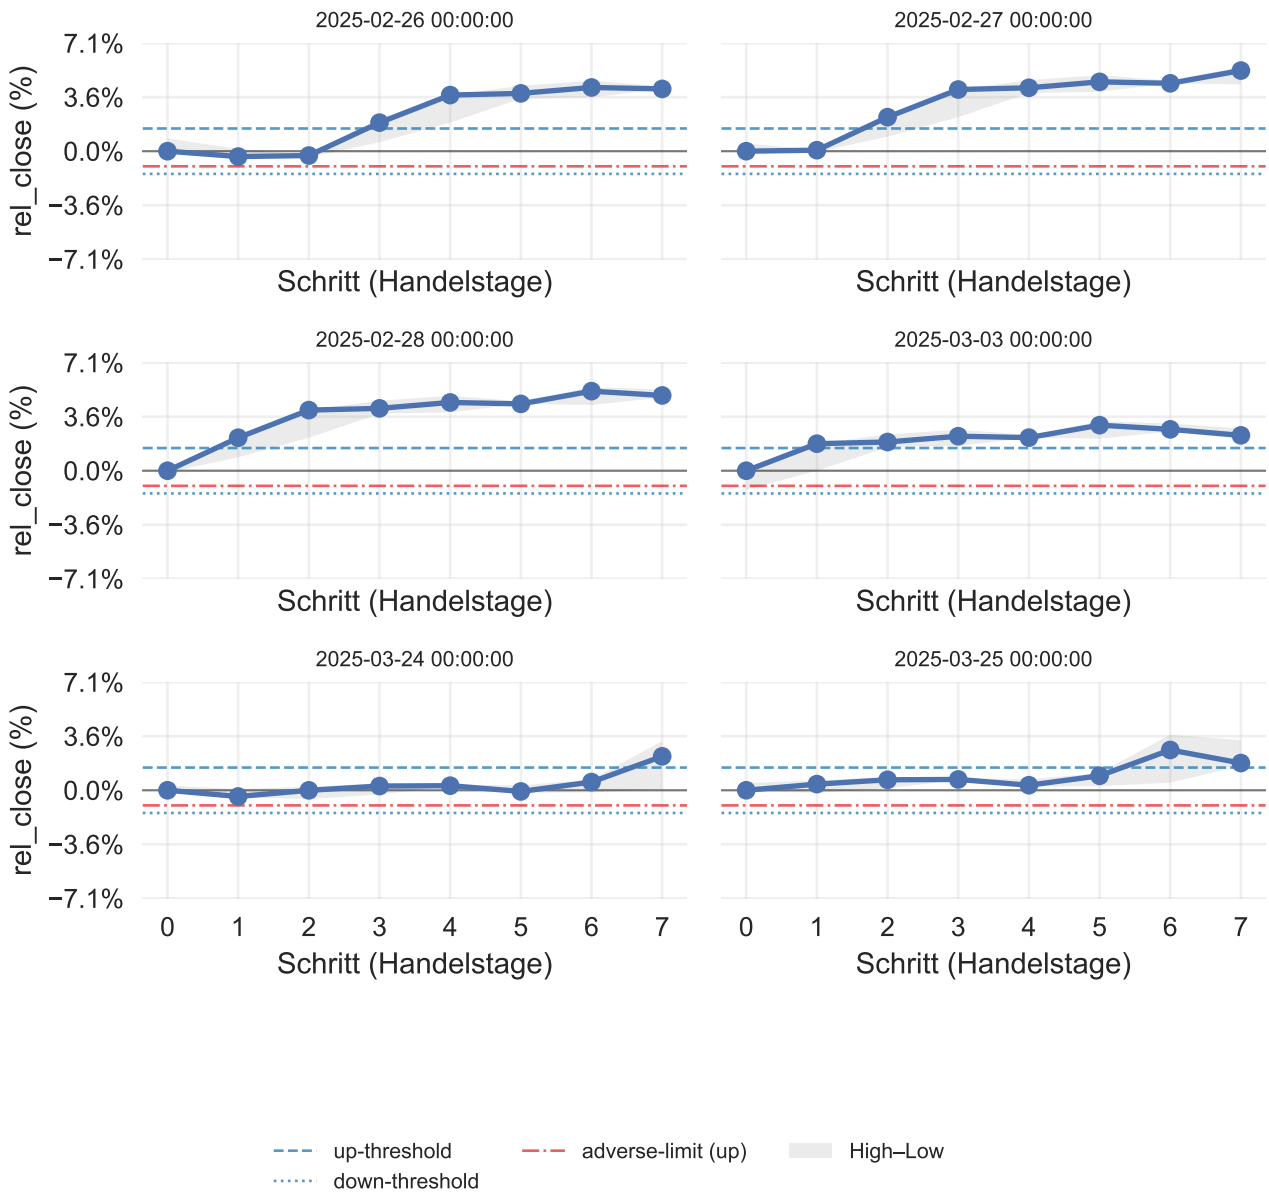 2025-02-26 00:00:00
2025-02-27 00:00:00
rel_close (%)
7.1%
3.6%
0.0%
−3.6%
−7.1%
Schritt (Handelstage)
Schritt (Handelstage)
2025-02-28 00:00:00
2025-03-03 00:00:00
rel_close (%)
7.1%
3.6%
0.0%
−3.6%
−7.1%
Schritt (Handelstage)
Schritt (Handelstage)
2025-03-24 00:00:00
2025-03-25 00:00:00
rel_close (%)
7.1%
3.6%
0.0%
−3.6%
−7.1%
0 1 2 3 4 5 6 7
0 1 2 3 4 5 6 7
Schritt (Handelstage)
Schritt (Handelstage)
up-threshold
down-threshold
adverse-limit (up)
High–Low